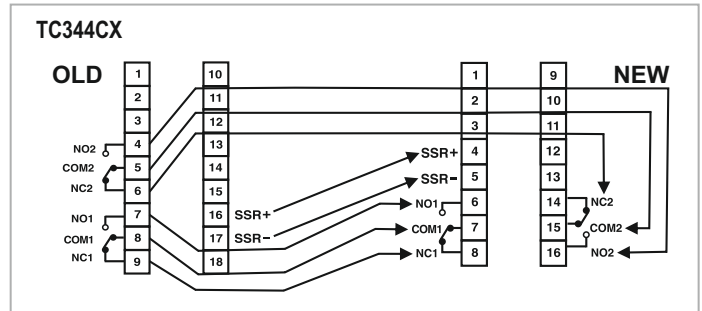 TC344CX
OLD
NEW
1
2
3
4
5
6
7
8
9
NO2
COM2
NC2
NO1
COM1
NC1
10
11
12
13
14
15
16
17
18
SSR+
SSR–
SSR+
SSR–
NO1
COM1
NC1
1
2
3
4
5
6
7
8
9
10
11
12
13
14
15
16
NC2
COM2
NO2